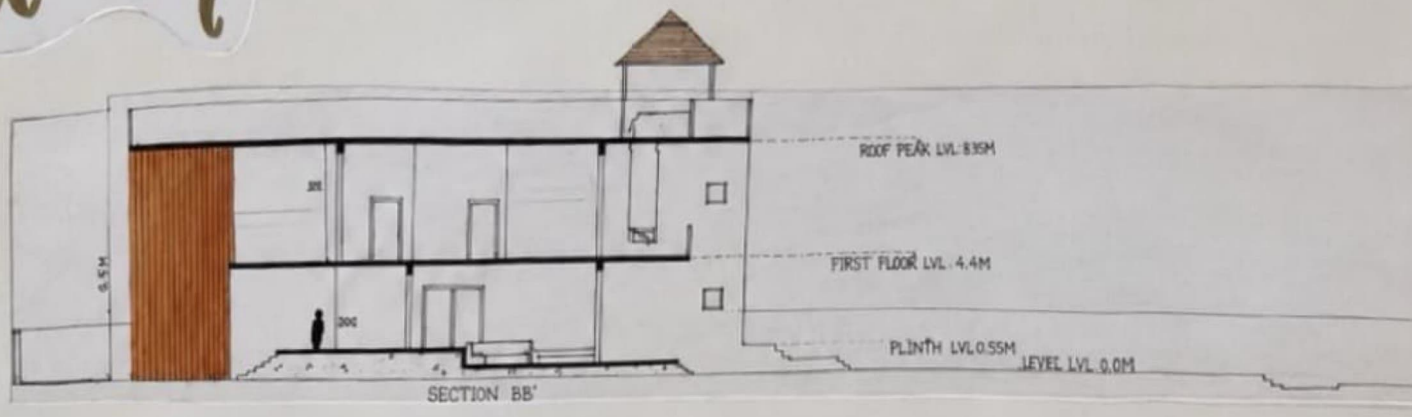 ROOF PEAK LVL: 8.35M
FIRST FLOOR LVL: 4.4M
PLINTH LVL 0.55M
LEVEL LVL 0.0M
SECTION BB'